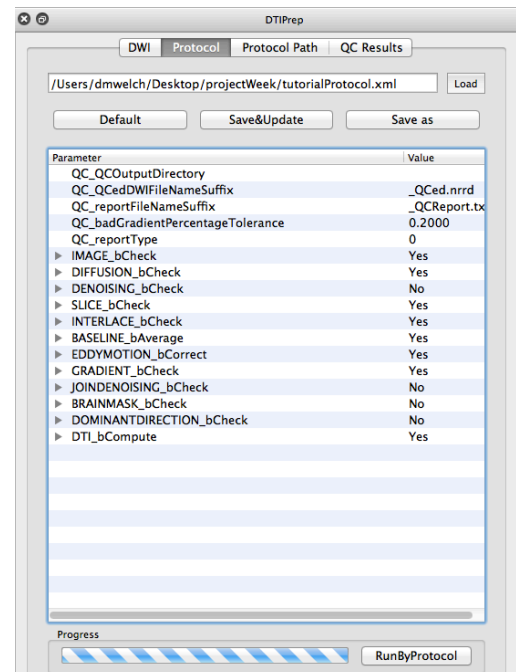 DTIPrep
DWI Protocol Protocol Path QC Results
/Users/dmwelch/Desktop/projectWeek/tutorialProtocol.xml Load
Default Save&Update Save as
Parameter Value
QC_QCOutputDirectory
QC_QCedDWIFileNameSuffix _QCed.nrrd
QC_reportFileNameSuffix _QCReport.tx
QC_badGradientPercentageTolerance 0.2000
QC_reportType 0
IMAGE_bCheck Yes
DIFFUSION_bCheck Yes
DENOISING_bCheck No
SLICE_bCheck Yes
INTERLACE_bCheck Yes
BASELINE_bAverage Yes
EDDYMOTION_bCorrect Yes
GRADIENT_bCheck Yes
JOINDENOISING_bCheck No
BRAINMASK_bCheck No
DOMINANTDIRECTION_bCheck No
DTI_bCompute Yes
Progress
RunByProtocol